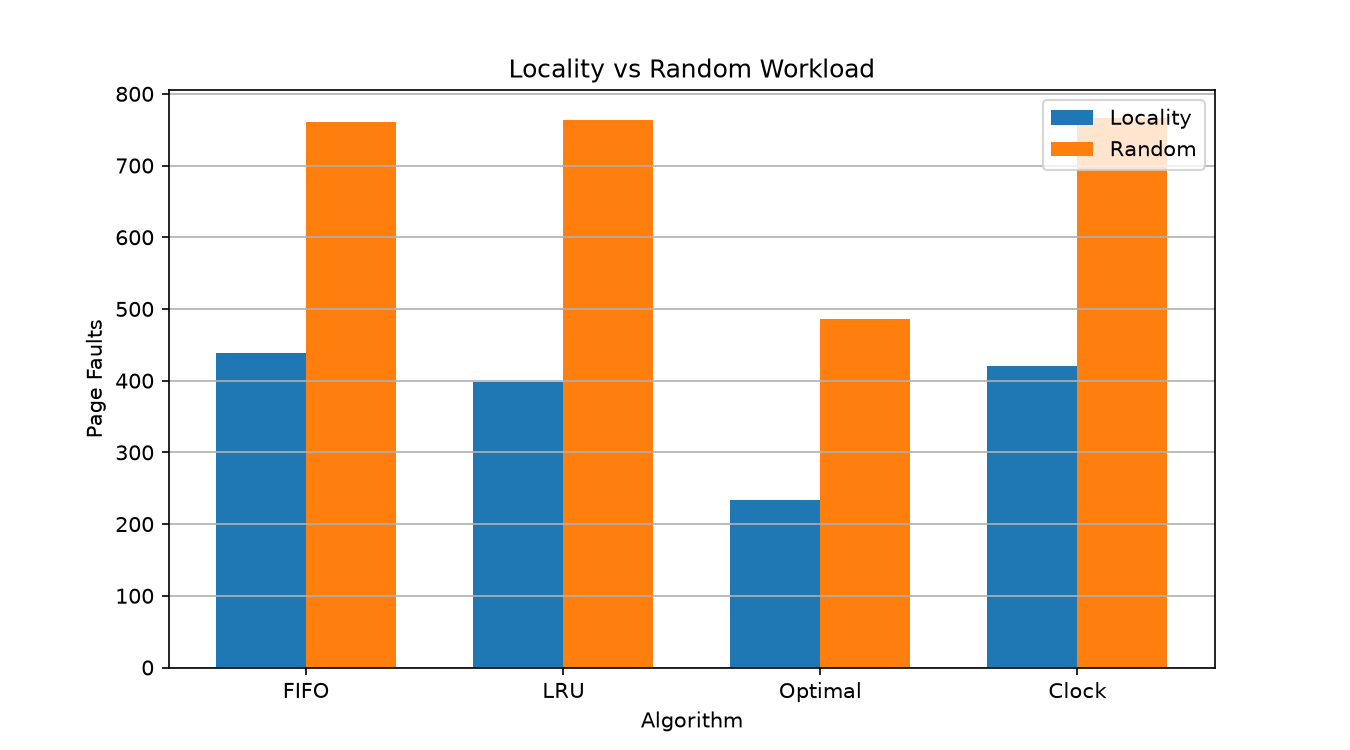 Locality vs Random Workload
800
700
600
500
400
300
200
100
0
Page Faults
Locality
Random
FIFO
LRU
Optimal
Clock
Algorithm